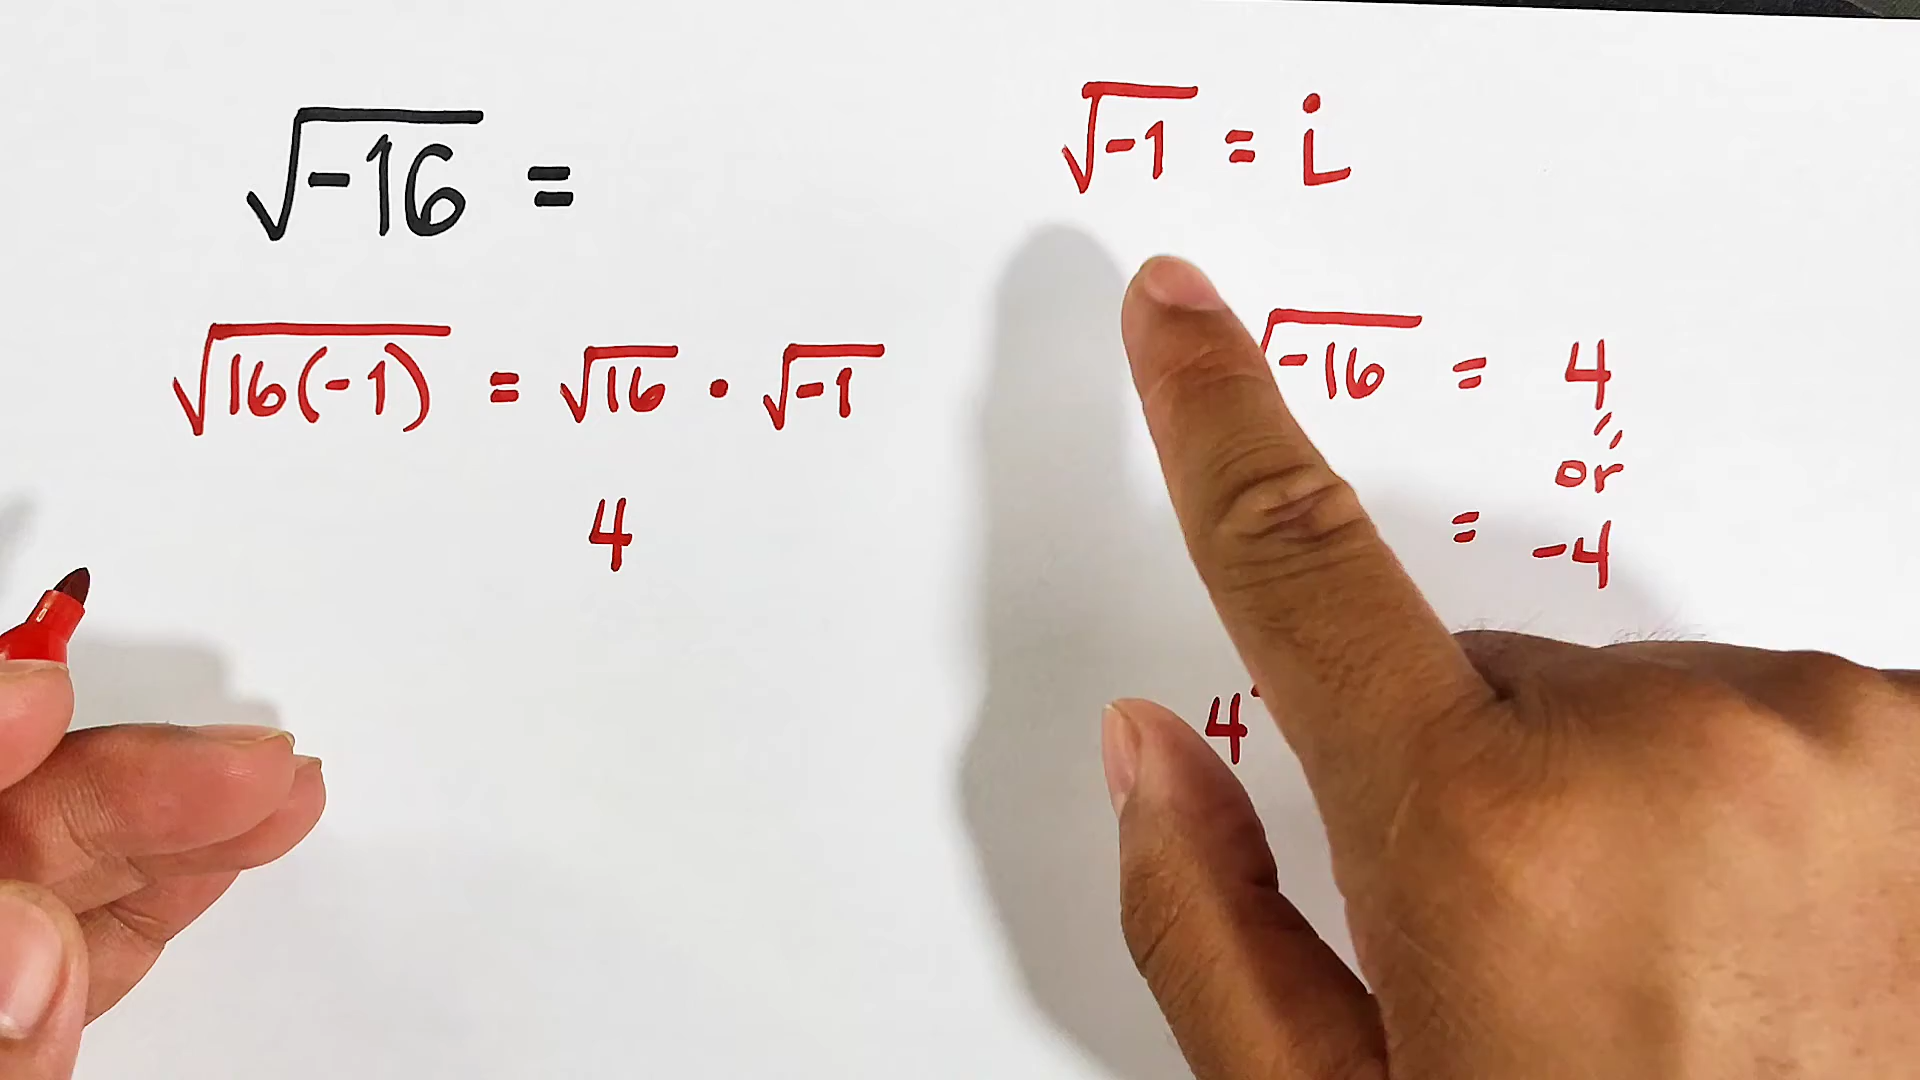 √-16 =
√16(-1) = √16 · √-1
4
√-1 = i
√-16 = 4
or
= -4
4